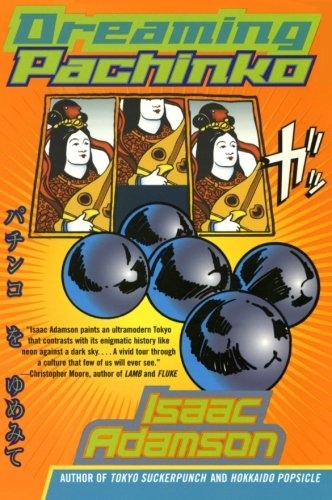 Dreaming
Pachinko
ガッ
パチンコ を ゆめみて
"Isaac Adamson paints an ultramodern Tokyo
that contrasts with its enigmatic history like
neon against a dark sky. . . . A vivid tour through
a culture that few of us will ever see."
—Christopher Moore, author of LAMB and FLUKE
Isaac
Adamson
AUTHOR OF TOKYO SUCKERPUNCH AND HOKKAIDO POPSICLE